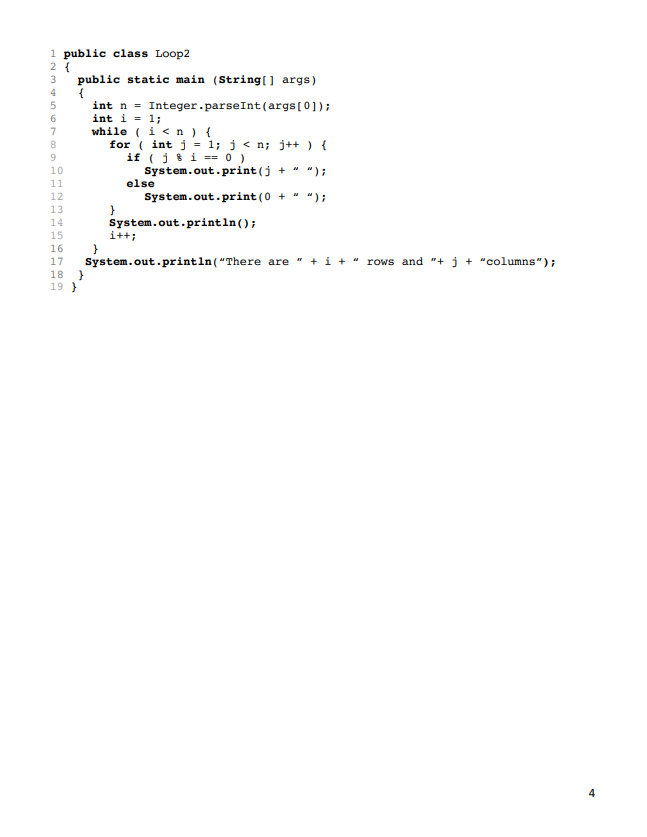 1 public class Loop2
2 {
3 public static main (String[] args)
4 {
5 int n = Integer.parseInt(args[0]);
6 int i = 1;
7 while ( i < n ) {
8 for ( int j = 1; j < n; j++ ) {
9 if ( j % i == 0 )
10 System.out.print(j + “ “);
11 else
12 System.out.print(0 + “ “);
13 }
14 System.out.println();
15 i++;
16 }
17 System.out.println(“There are ” + i + “ rows and ”+ j + “columns”);
18 }
19 }
4